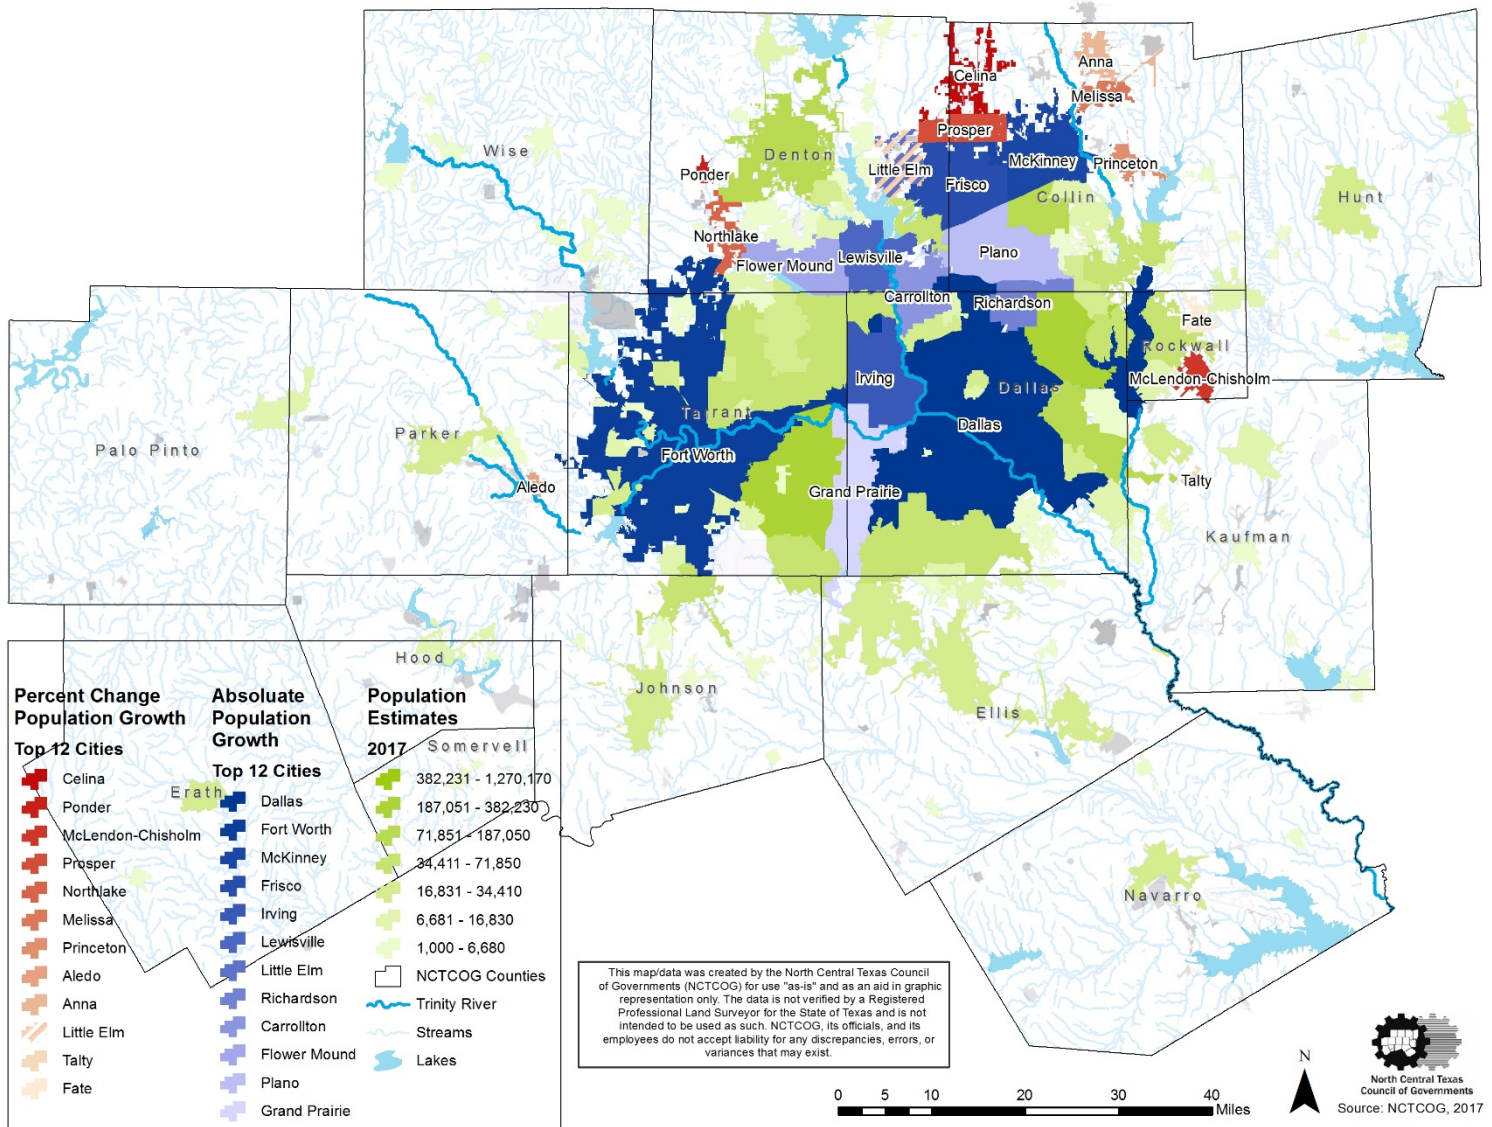 Celina
Anna
Melissa
Prosper
Wise
Denton
Little Elm
McKinney
Princeton
Ponder
Frisco
Collin
Hunt
Northlake
Flower Mound
Lewisville
Plano
Carrollton
Richardson
Fate
Rockwall
Irving
McLendon-Chisholm
Dallas
Tarrant
Parker
Dallas
Palo Pinto
Fort Worth
Aledo
Grand Prairie
Talty
Kaufman
Hood
Johnson
Ellis
Somervell
Erath
Navarro
Percent Change
Population Growth
Top 12 Cities
Celina
Ponder
McLendon-Chisholm
Prosper
Northlake
Melissa
Princeton
Aledo
Anna
Little Elm
Talty
Fate
Absoluate
Population
Growth
Top 12 Cities
Dallas
Fort Worth
McKinney
Frisco
Irving
Lewisville
Little Elm
Richardson
Carrollton
Flower Mound
Plano
Grand Prairie
Population
Estimates
2017
382,231 - 1,270,170
187,051 - 382,230
71,851 - 187,050
34,411 - 71,850
16,831 - 34,410
6,681 - 16,830
1,000 - 6,680
NCTCOG Counties
Trinity River
Streams
Lakes
This map/data was created by the North Central Texas Council
of Governments (NCTCOG) for use "as-is" and as an aid in graphic
representation only. The data is not verified by a Registered
Professional Land Surveyor for the State of Texas and is not
intended to be used as such. NCTCOG, its officials, and its
employees do not accept liability for any discrepancies, errors, or
variances that may exist.
0 5 10 20 30 40
Miles
N
North Central Texas
Council of Governments
Source: NCTCOG, 2017